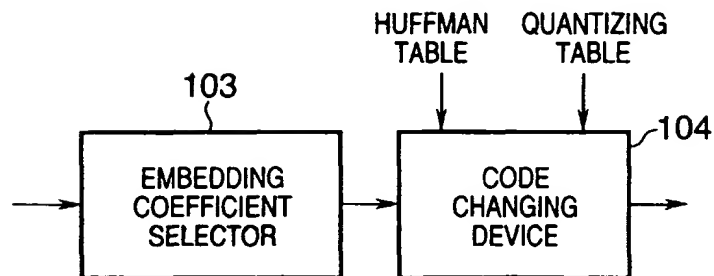 HUFFMAN
TABLE
QUANTIZING
TABLE
103
104
EMBEDDING
COEFFICIENT
SELECTOR
CODE
CHANGING
DEVICE